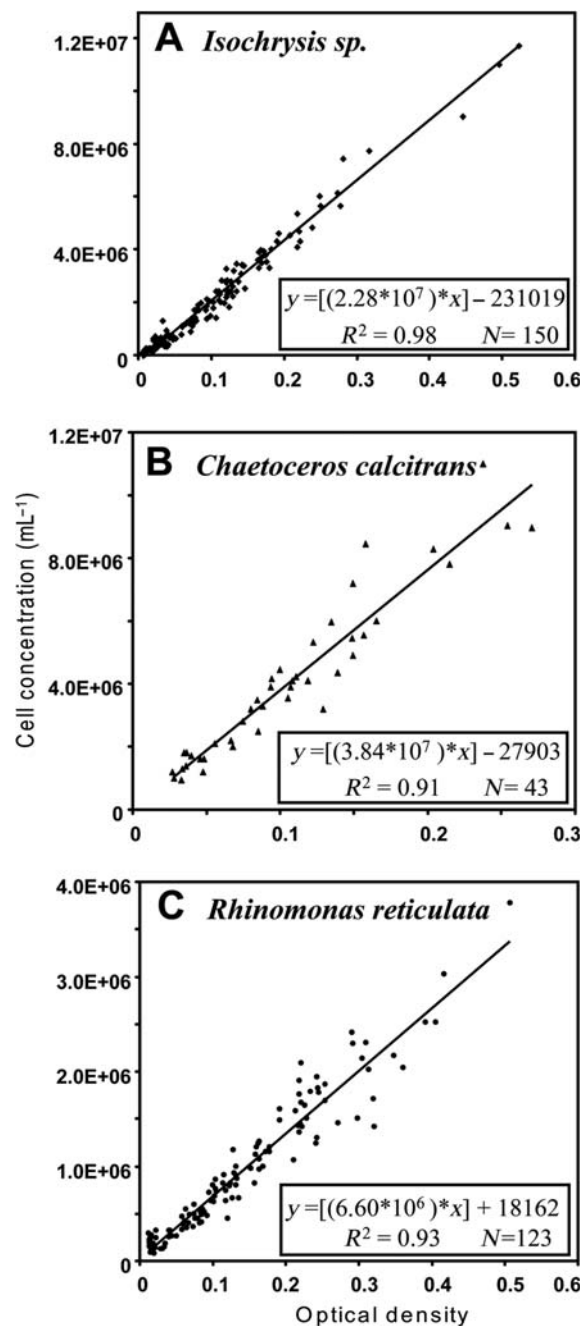 A Isochrysis sp.
1.2E+07
8.0E+06
4.0E+06
0
y=[(2.28*10⁷)*x] – 231019
R² = 0.98 N= 150
0 0.1 0.2 0.3 0.4 0.5 0.6
B Chaetoceros calcitrans
1.2E+07
8.0E+06
4.0E+06
0
y=[(3.84*10⁷)*x] – 27903
R² = 0.91 N= 43
0 0.1 0.2 0.3
Cell concentration (mL⁻¹)
C Rhinomonas reticulata
4.0E+06
3.0E+06
2.0E+06
1.0E+06
0
y=[(6.60*10⁶)*x] + 18162
R² = 0.93 N=123
0 0.1 0.2 0.3 0.4 0.5 0.6
Optical density